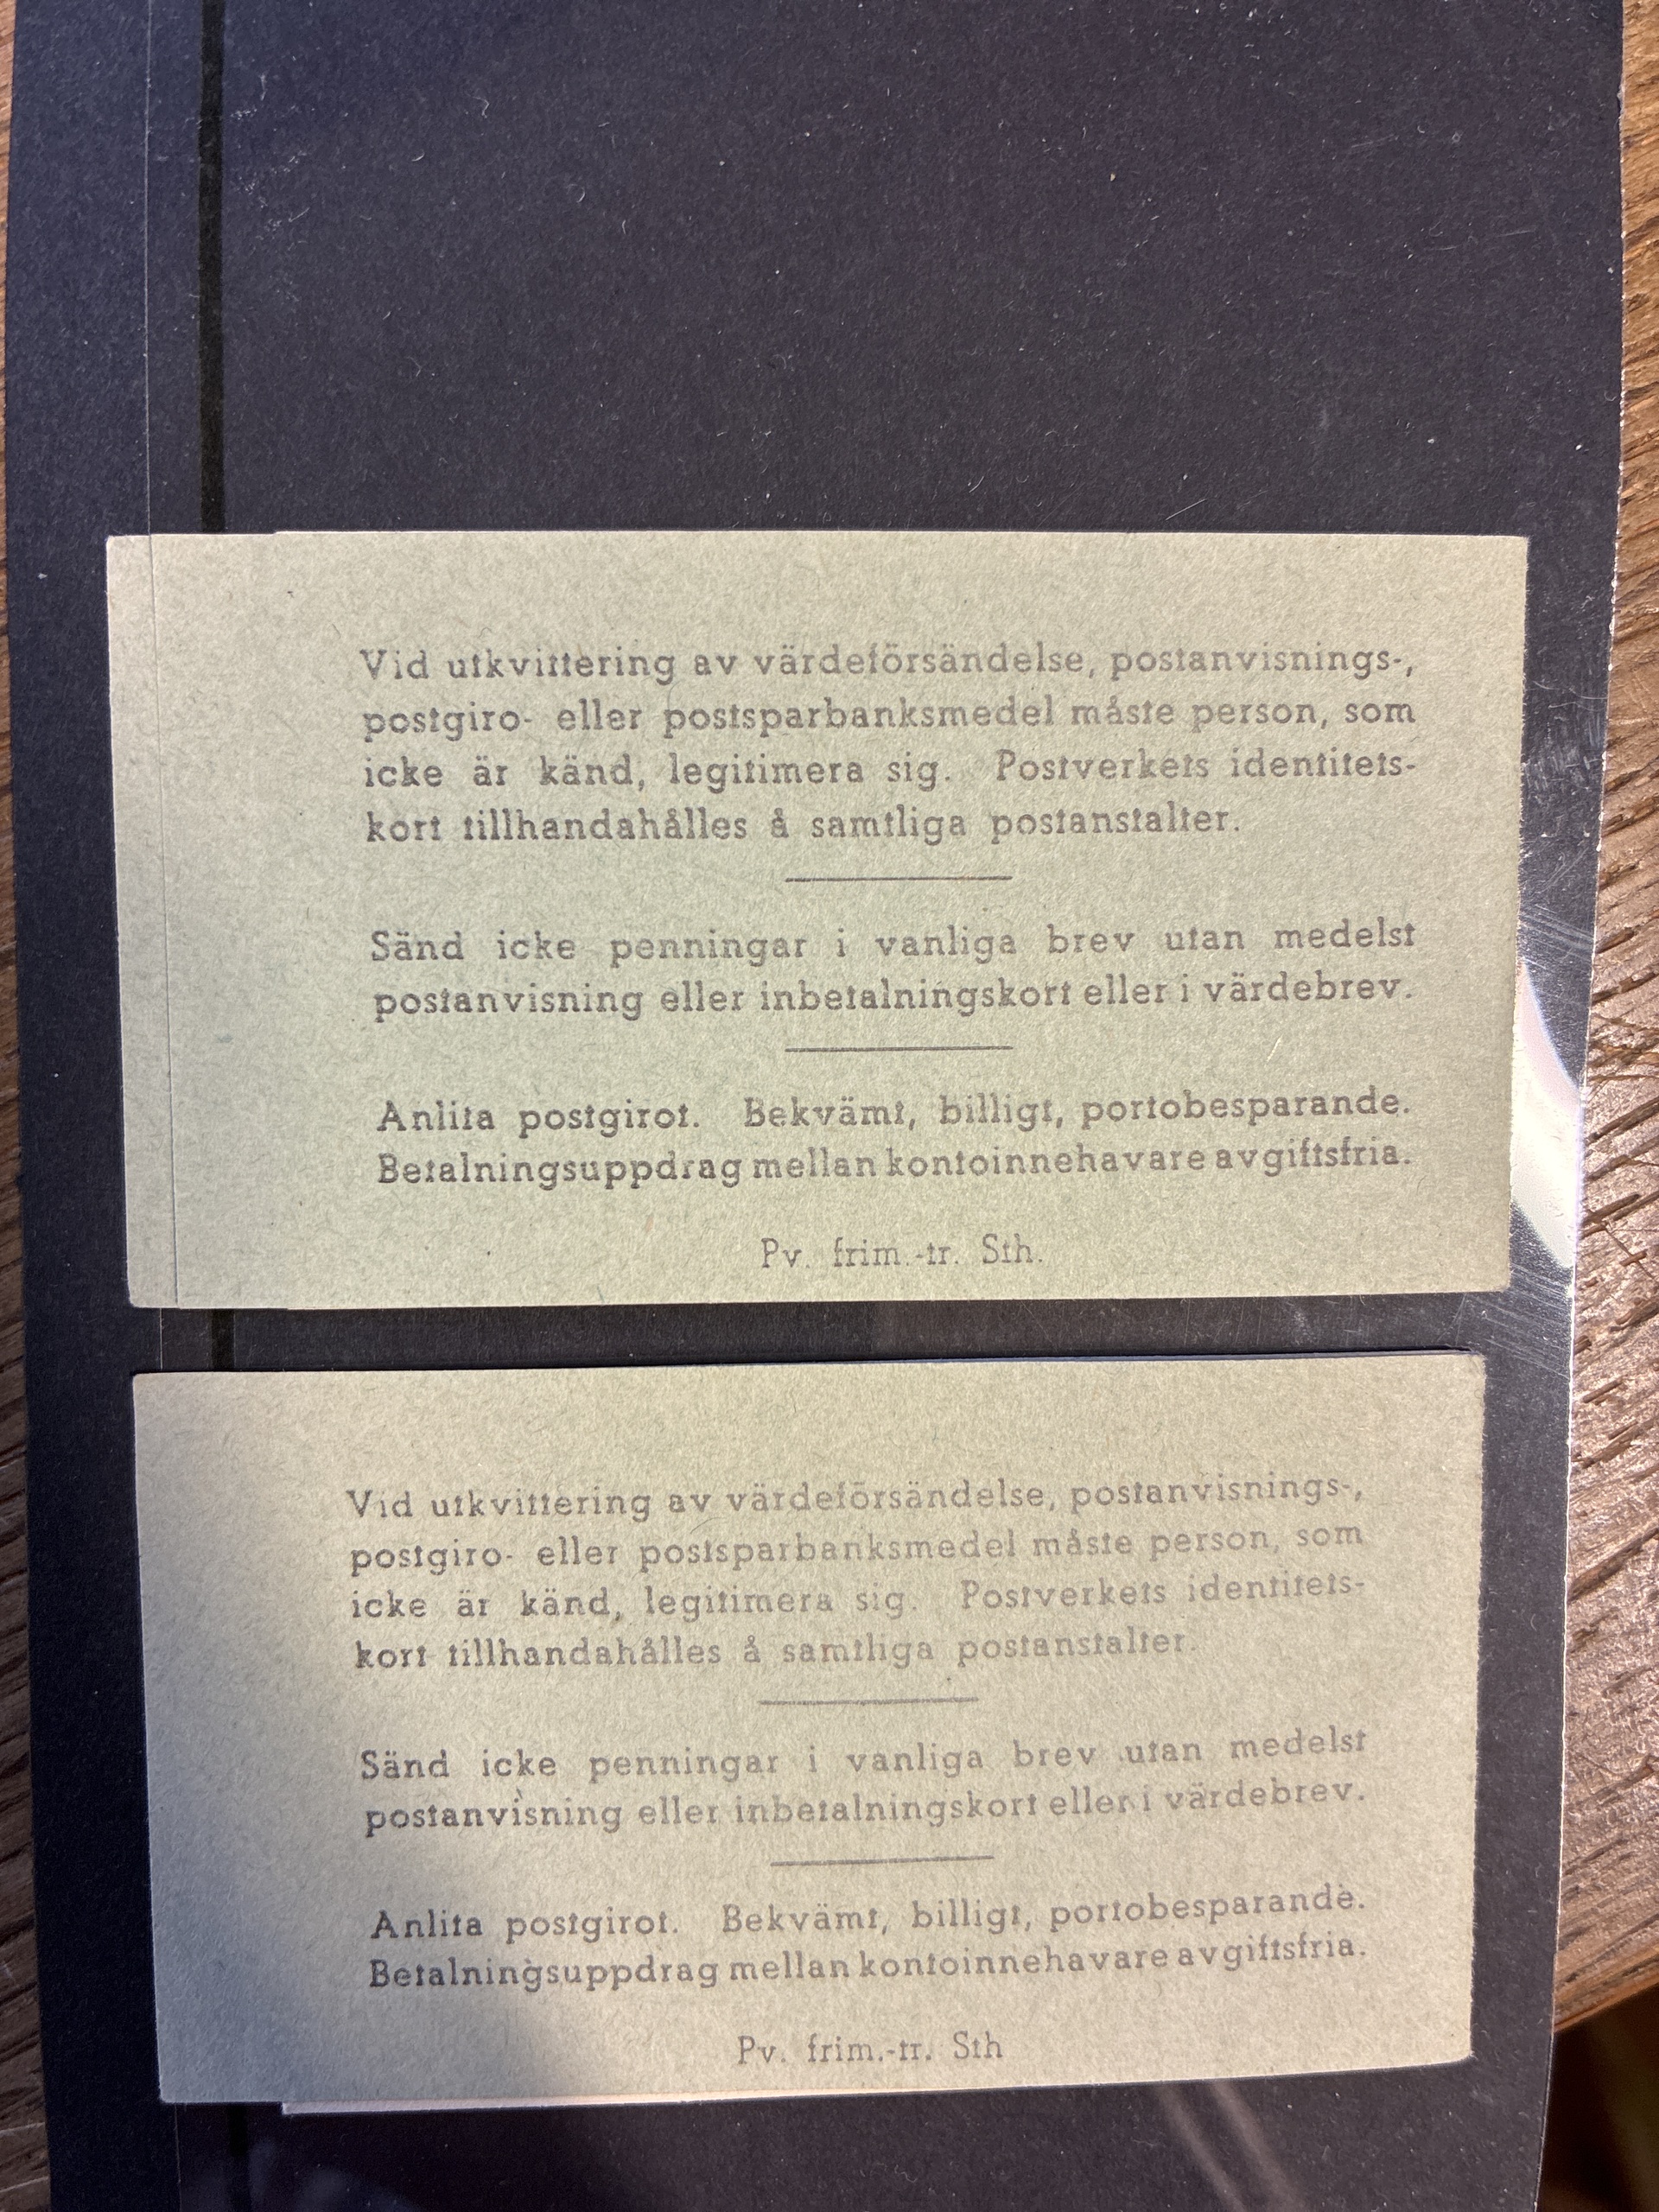 Vid utkvittering av värdeförsändelse, postanvisnings-,
postgiro- eller postsparbanksmedel måste person, som
icke är känd, legitimera sig. Postverkets identitets-
kort tillhandahålles å samtliga postanstalter.
Sänd icke penningar i vanliga brev utan medelst
postanvisning eller inbetalningskort eller i värdebrev.
Anlita postgirot. Bekvämt, billigt, portobesparande.
Betalningsuppdrag mellan kontoinnehavare avgiftsfria.
Pv. frim.-tr. Sth.
Vid utkvittering av värdeförsändelse, postanvisnings-,
postgiro- eller postsparbanksmedel måste person, som
icke är känd, legitimera sig. Postverkets identitets-
kort tillhandahålles å samtliga postanstalter.
Sänd icke penningar i vanliga brev utan medelst
postanvisning eller inbetalningskort eller i värdebrev.
Anlita postgirot. Bekvämt, billigt, portobesparande.
Betalningsuppdrag mellan kontoinnehavare avgiftsfria.
Pv. frim.-tr. Sth